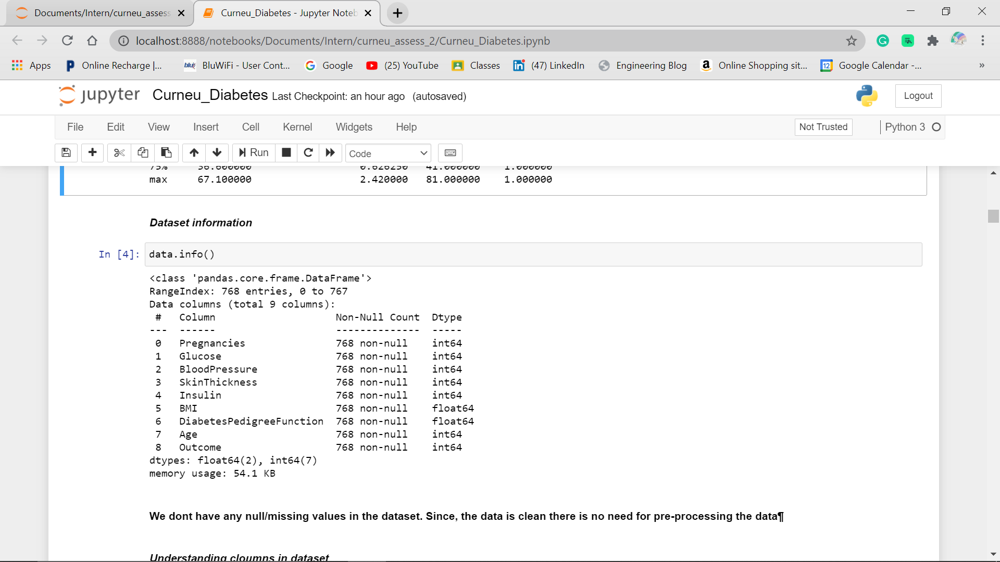 Documents/Intern/curneu_assess
Curneu_Diabetes - Jupyter Noteb
localhost:8888/notebooks/Documents/Intern/curneu_assess_2/Curneu_Diabetes.ipynb
Apps Online Recharge |... BluWiFi - User Cont... Google (25) YouTube Classes (47) LinkedIn Engineering Blog Online Shopping sit... Google Calendar -... »
jupyter Curneu_Diabetes Last Checkpoint: an hour ago (autosaved) Logout
File Edit View Insert Cell Kernel Widgets Help Not Trusted Python 3
Run Code
75% 36.600000 0.626250 41.000000 1.000000
max 67.100000 2.420000 81.000000 1.000000
Dataset information
In [4]: data.info()
<class 'pandas.core.frame.DataFrame'>
RangeIndex: 768 entries, 0 to 767
Data columns (total 9 columns):
# Column Non-Null Count Dtype
--- ------ -------------- -----
0 Pregnancies 768 non-null int64
1 Glucose 768 non-null int64
2 BloodPressure 768 non-null int64
3 SkinThickness 768 non-null int64
4 Insulin 768 non-null int64
5 BMI 768 non-null float64
6 DiabetesPedigreeFunction 768 non-null float64
7 Age 768 non-null int64
8 Outcome 768 non-null int64
dtypes: float64(2), int64(7)
memory usage: 54.1 KB
We dont have any null/missing values in the dataset. Since, the data is clean there is no need for pre-processing the data¶
Understanding cloumns in dataset